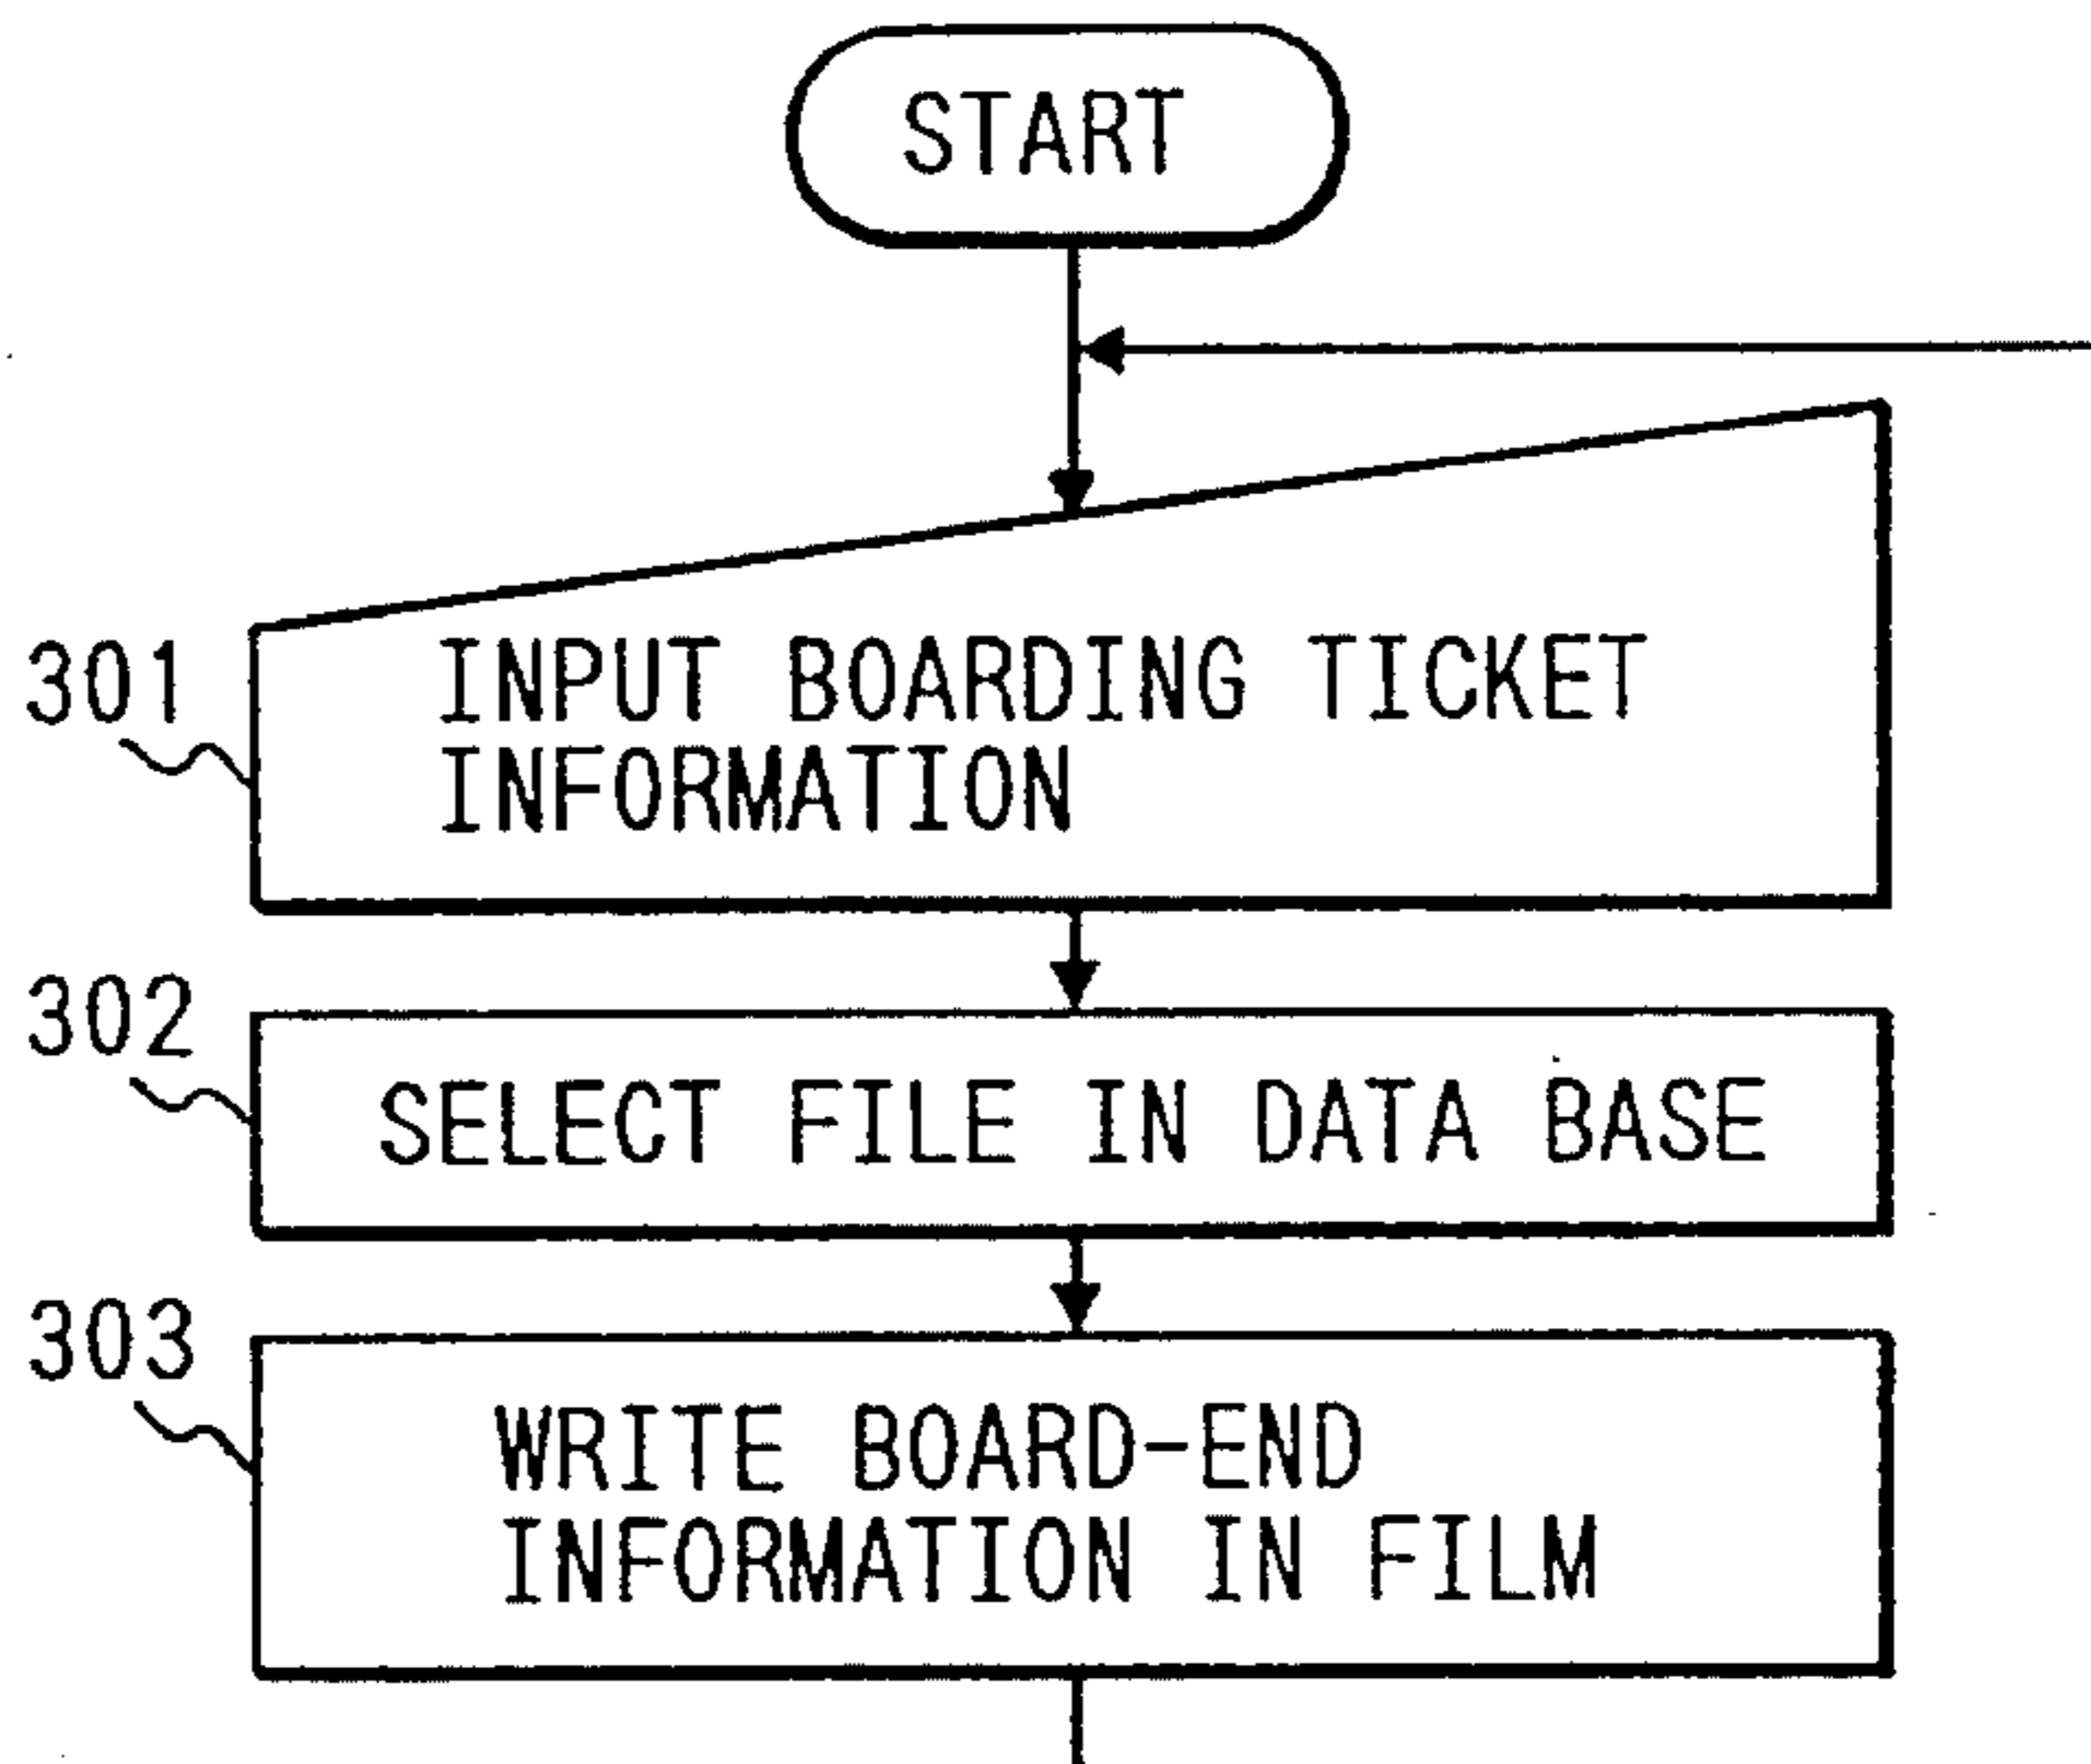 START
301
INPUT BOARDING TICKET
INFORMATION
302
SELECT FILE IN DATA BASE
303
WRITE BOARD-END
INFORMATION IN FILM